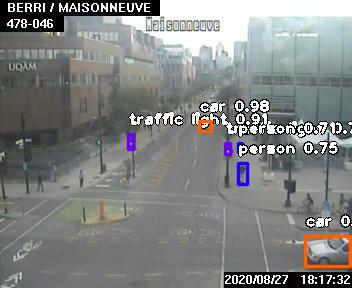 BERRI / MAISONNEUVE
478-046
Maisonneuve
UQAM
car 0.98
traffic light 0.91
person 0.75
car 0.
2020/08/27 18:17:32